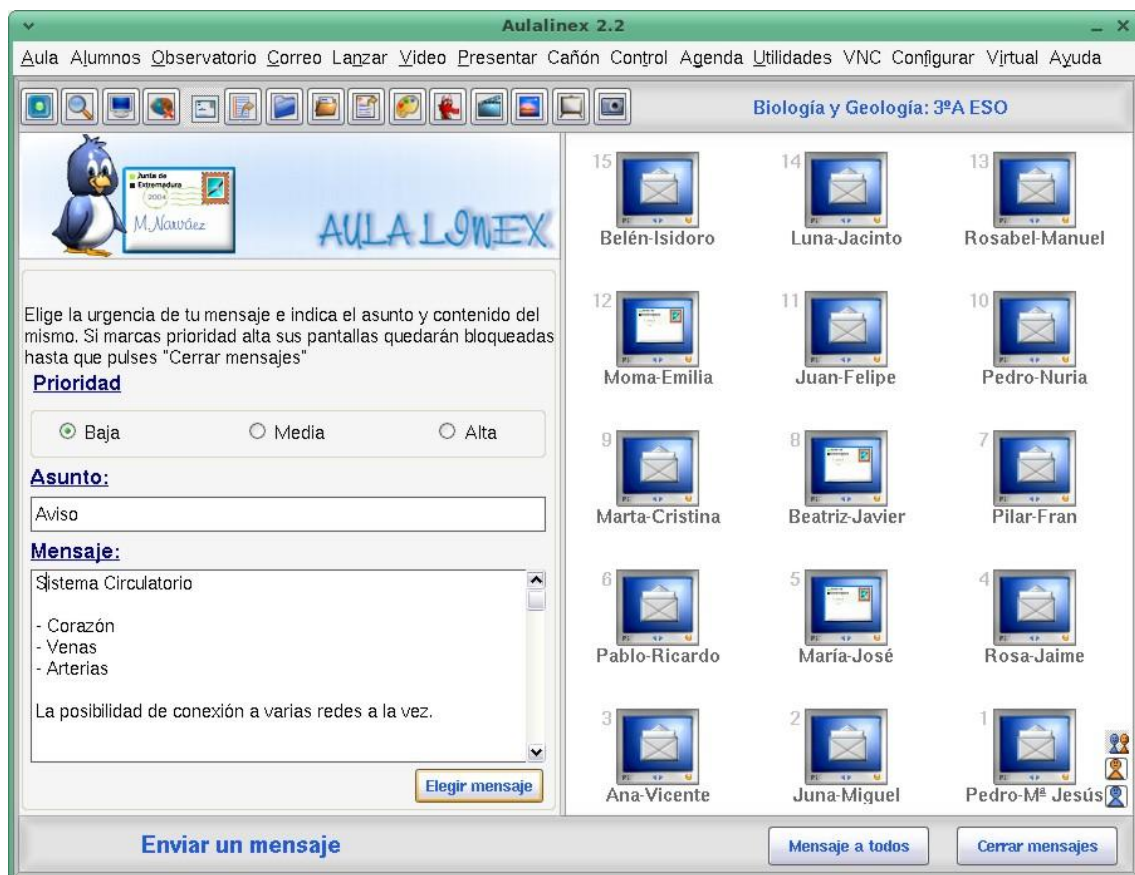 Aulalinex 2.2
Aula Alumnos Observatorio Correo Lanzar Video Presentar Cañón Control Agenda Utilidades VNC Configurar Virtual Ayuda
Biología y Geología: 3ºA ESO
Junta de
Extremadura
2004
M.Narváez
AULA LINEX
Elige la urgencia de tu mensaje e indica el asunto y contenido del
mismo. Si marcas prioridad alta sus pantallas quedarán bloqueadas
hasta que pulses "Cerrar mensajes"
Prioridad
Baja Media Alta
Asunto:
Aviso
Mensaje:
Sistema Circulatorio
- Corazón
- Venas
- Arterias
La posibilidad de conexión a varias redes a la vez.
Elegir mensaje
15 14 13
Belén-Isidoro Luna-Jacinto Rosabel-Manuel
12 11 10
Moma-Emilia Juan-Felipe Pedro-Nuria
9 8 7
Marta-Cristina Beatriz-Javier Pilar-Fran
6 5 4
Pablo-Ricardo María-José Rosa-Jaime
3 2 1
Ana-Vicente Juna-Miguel Pedro-Mª Jesús
Enviar un mensaje
Mensaje a todos Cerrar mensajes